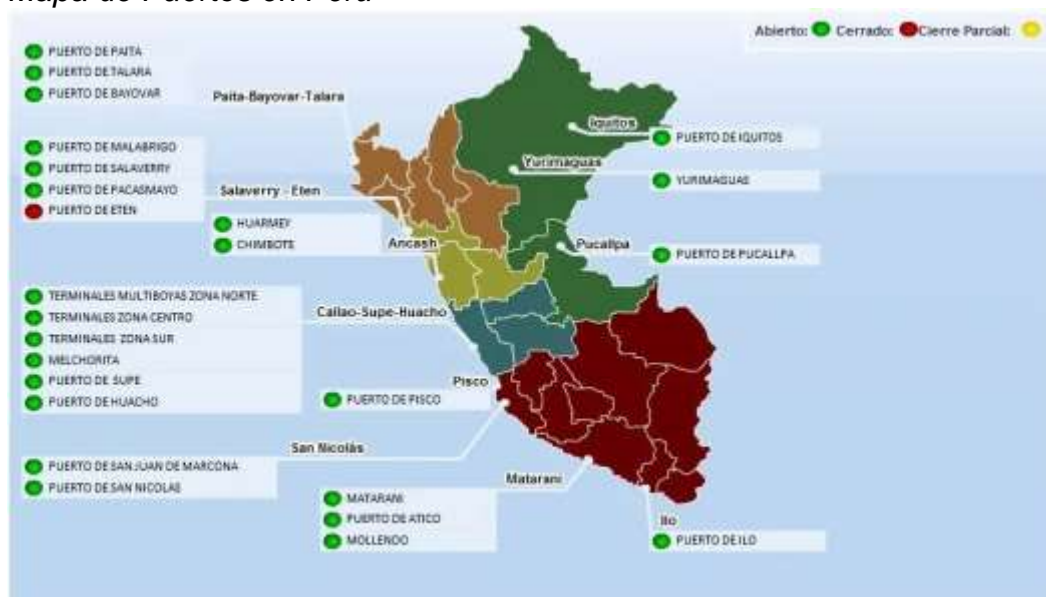 Mapa de Puertos en Perú
Abierto: Cerrado: Cierre Parcial:
PUERTO DE PAITA
PUERTO DE TALARA
PUERTO DE BAYOVAR
Paita-Bayovar-Talara
Iquitos
PUERTO DE IQUITOS
PUERTO DE MALABRIGO
PUERTO DE SALAVERRY
PUERTO DE PACASMAYO
PUERTO DE ETEN
Salaverry - Eten
Yurimaguas
YURIMAGUAS
HUARMEY
CHIMBOTE
Ancash
Pucallpa
PUERTO DE PUCALLPA
TERMINALES MULTIBOYAS ZONA NORTE
TERMINALES ZONA CENTRO
TERMINALES ZONA SUR
MELCHORITA
PUERTO DE SUPE
PUERTO DE HUACHO
Callao-Supe-Huacho
Pisco
PUERTO DE PISCO
San Nicolás
PUERTO DE SAN JUAN DE MARCONA
PUERTO DE SAN NICOLAS
Matarani
MATARANI
PUERTO DE ATICO
MOLLENDO
Ilo
PUERTO DE ILO